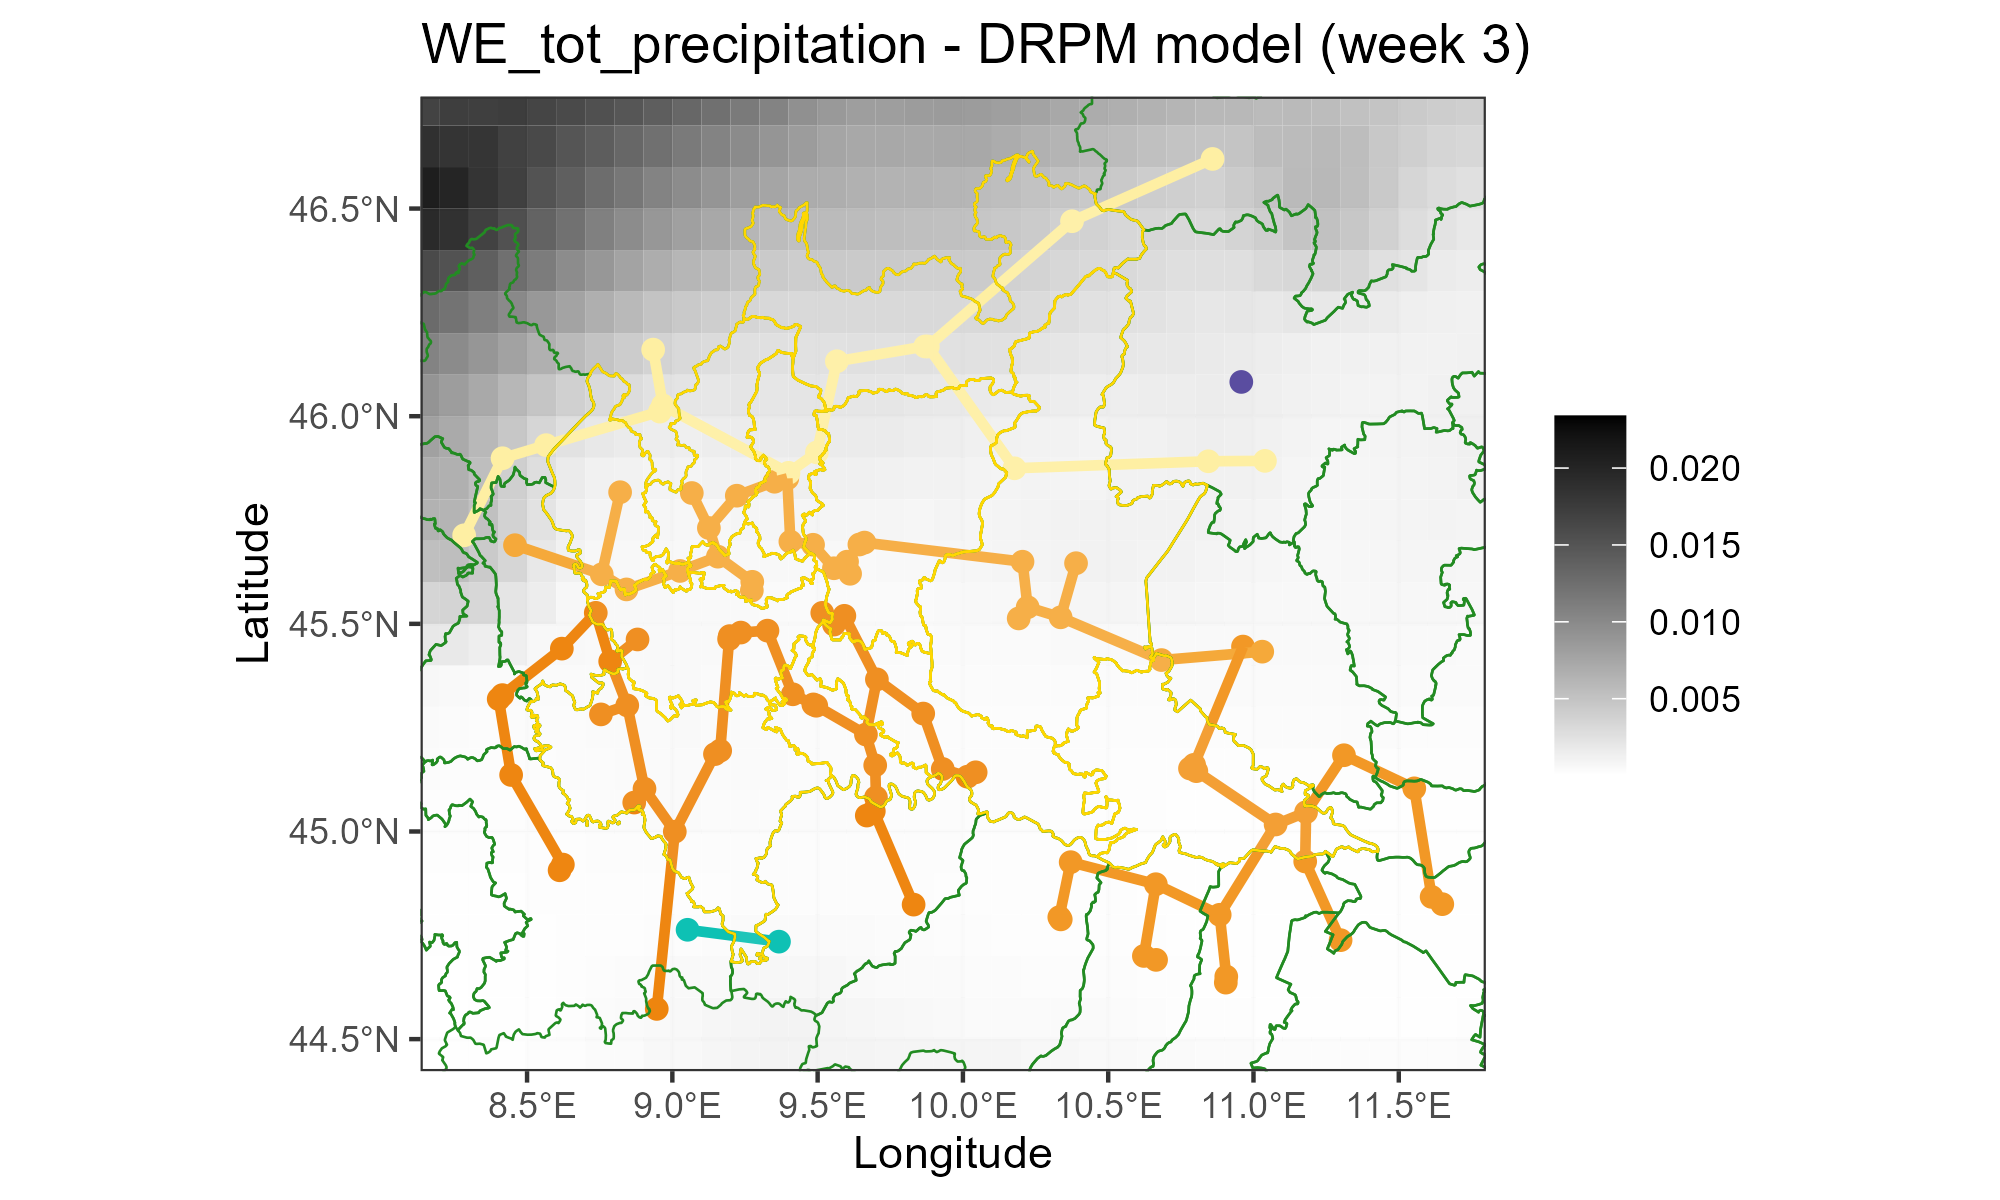 WE_tot_precipitation - DRPM model (week 3)
46.5°N
46.0°N
45.5°N
45.0°N
44.5°N
Latitude
8.5°E 9.0°E 9.5°E 10.0°E 10.5°E 11.0°E 11.5°E
Longitude
0.020
0.015
0.010
0.005